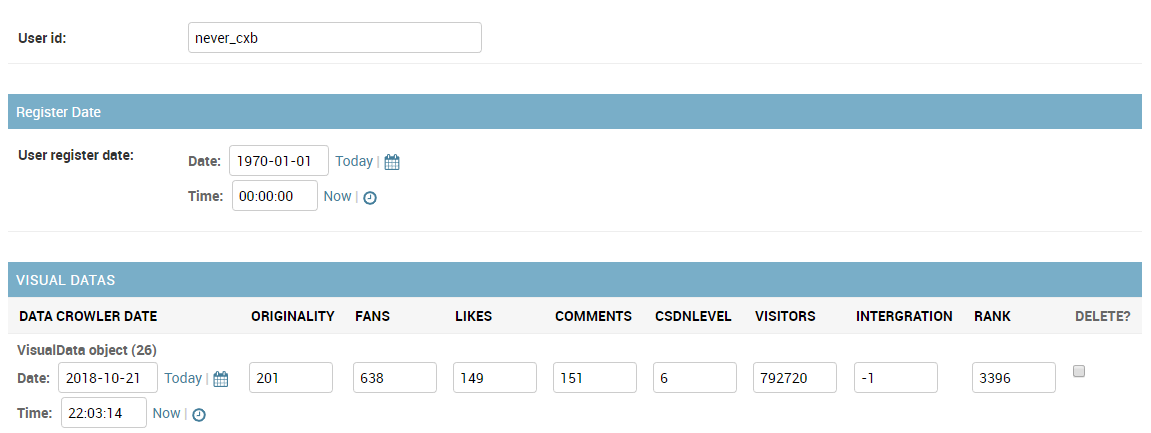 User id: never_cxb
Register Date
User register date: Date: 1970-01-01 Today |
Time: 00:00:00 Now |
VISUAL DATAS
DATA CROWLER DATE ORIGINALITY FANS LIKES COMMENTS CSDNLEVEL VISITORS INTERGRATION RANK DELETE?
VisualData object (26)
Date: 2018-10-21 Today | 201 638 149 151 6 792720 -1 3396
Time: 22:03:14 Now |